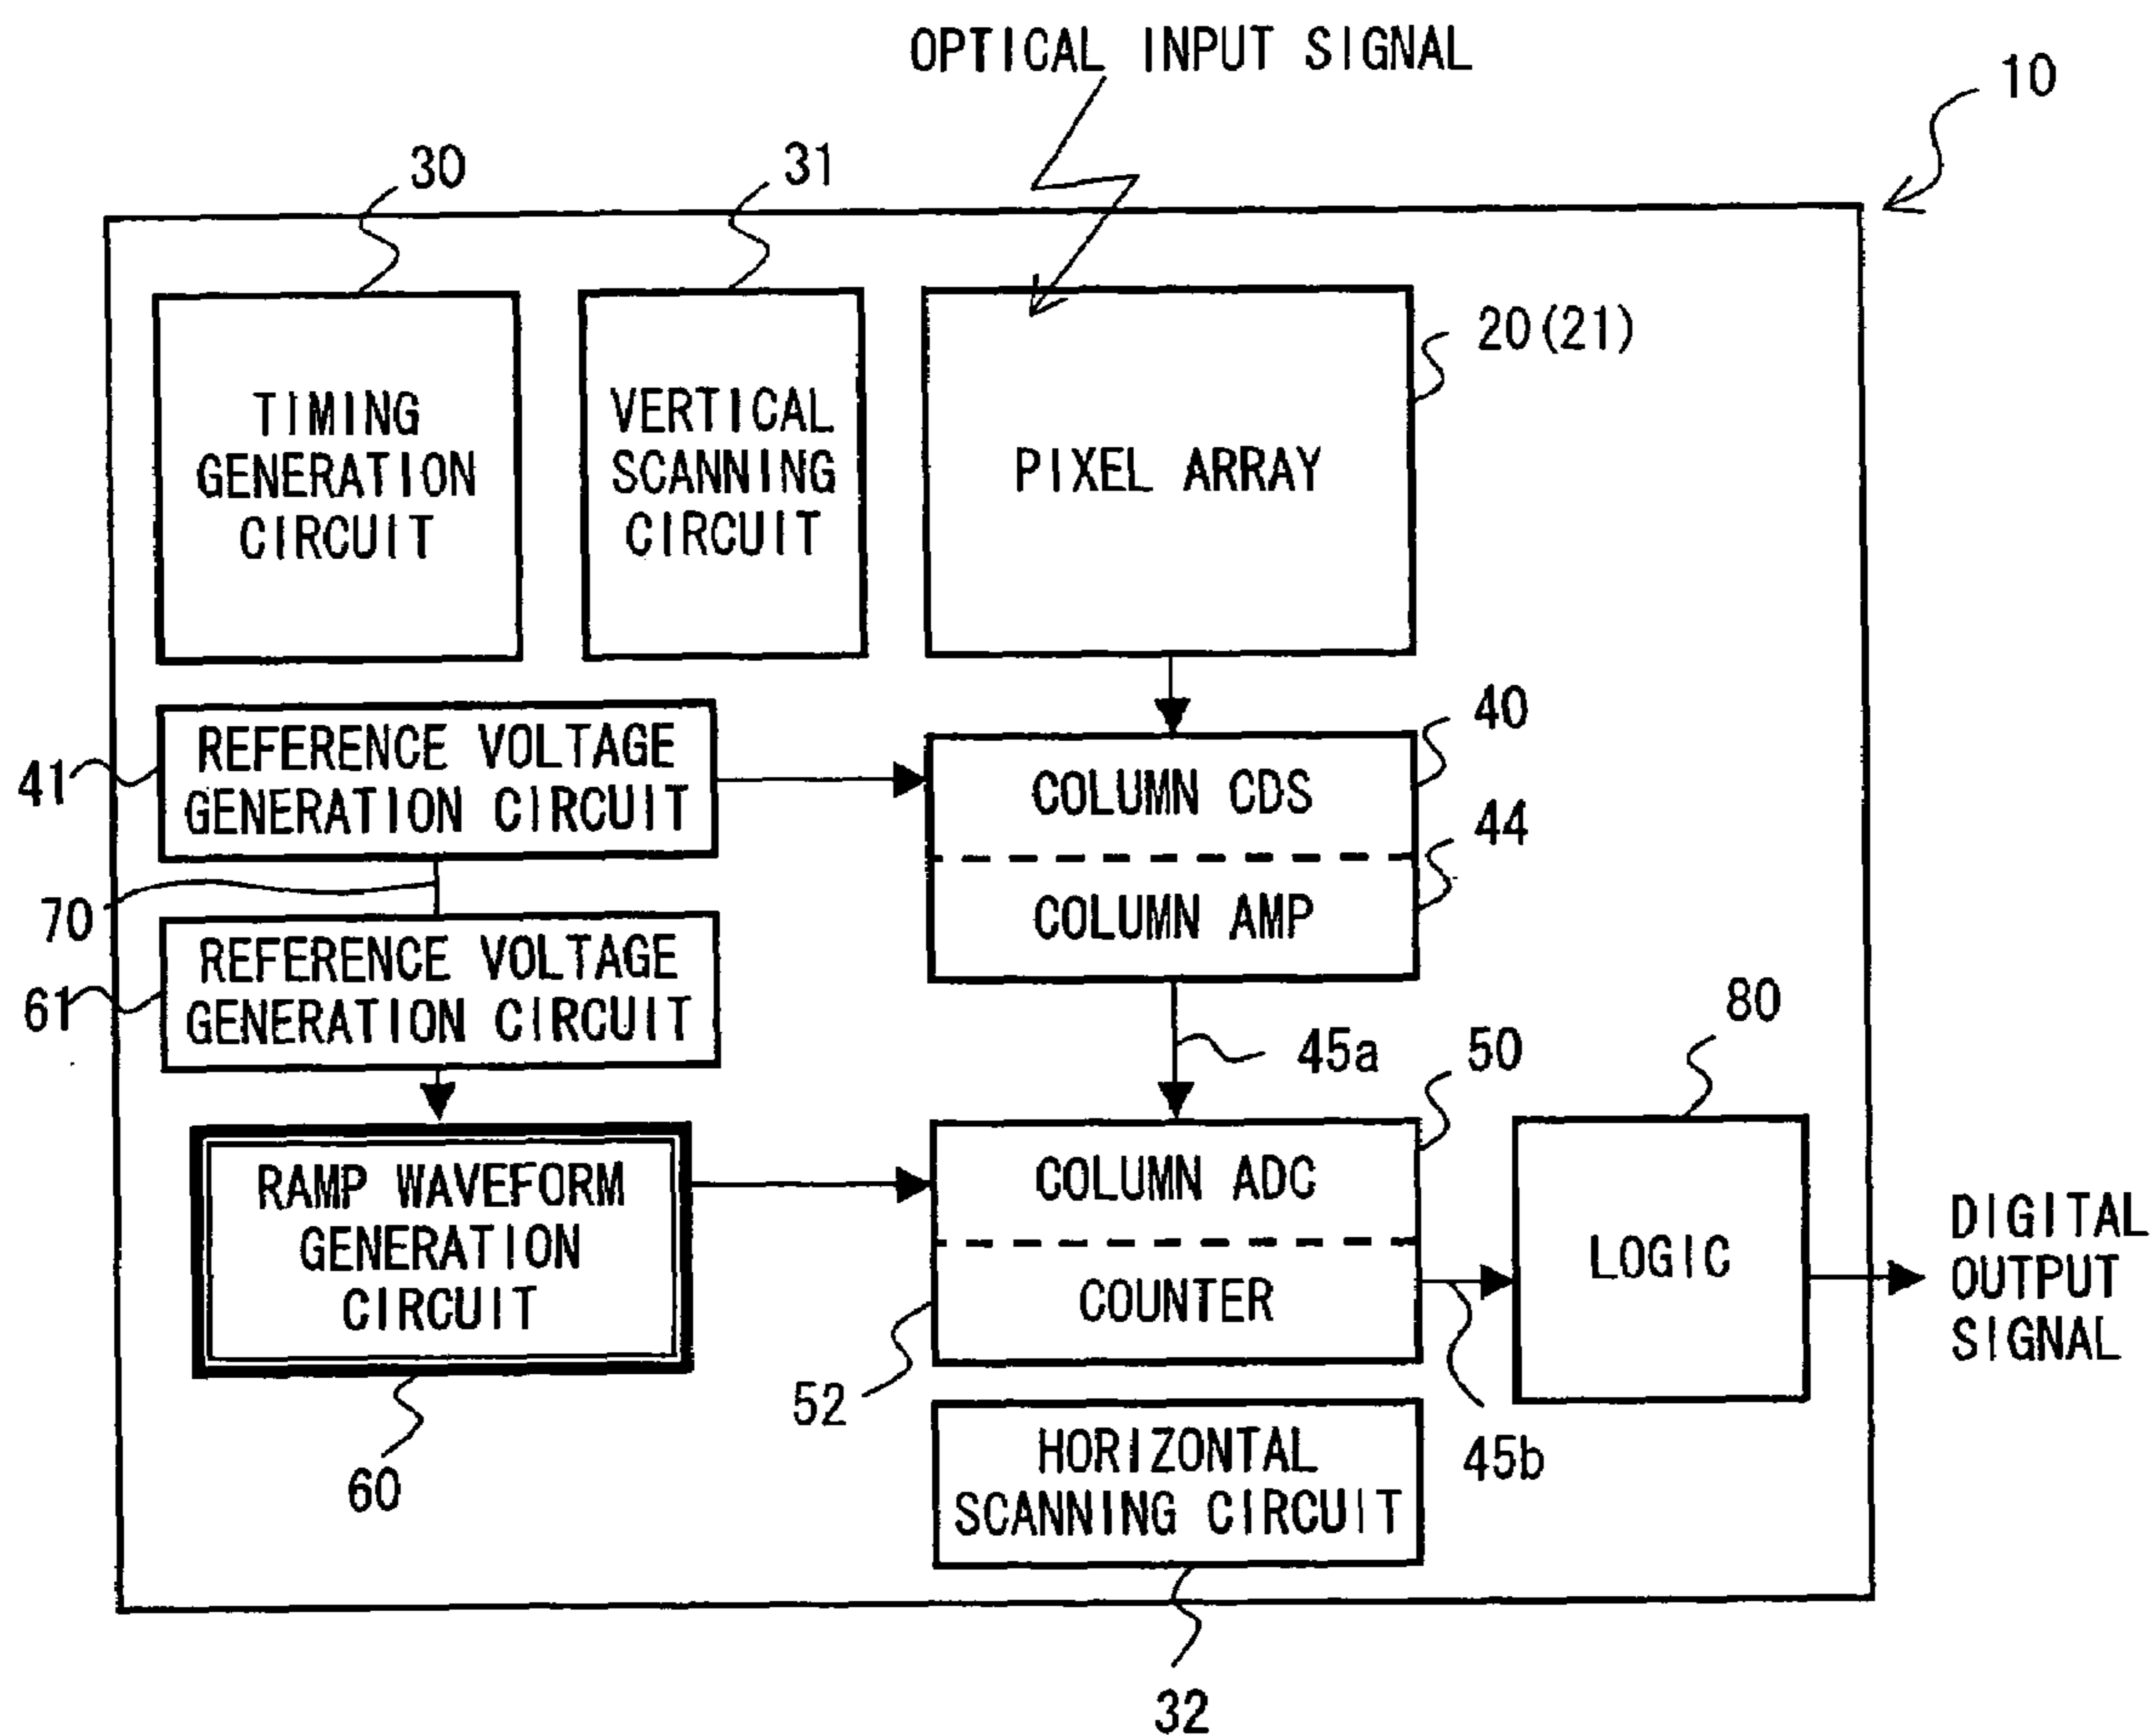 OPTICAL INPUT SIGNAL
10
30
31
TIMING
GENERATION
CIRCUIT
VERTICAL
SCANNING
CIRCUIT
PIXEL ARRAY
20(21)
41
REFERENCE VOLTAGE
GENERATION CIRCUIT
COLUMN CDS
40
COLUMN AMP
44
70
61
REFERENCE VOLTAGE
GENERATION CIRCUIT
45a
50
80
RAMP WAVEFORM
GENERATION
CIRCUIT
60
COLUMN ADC
COUNTER
52
45b
LOGIC
DIGITAL
OUTPUT
SIGNAL
HORIZONTAL
SCANNING CIRCUIT
32